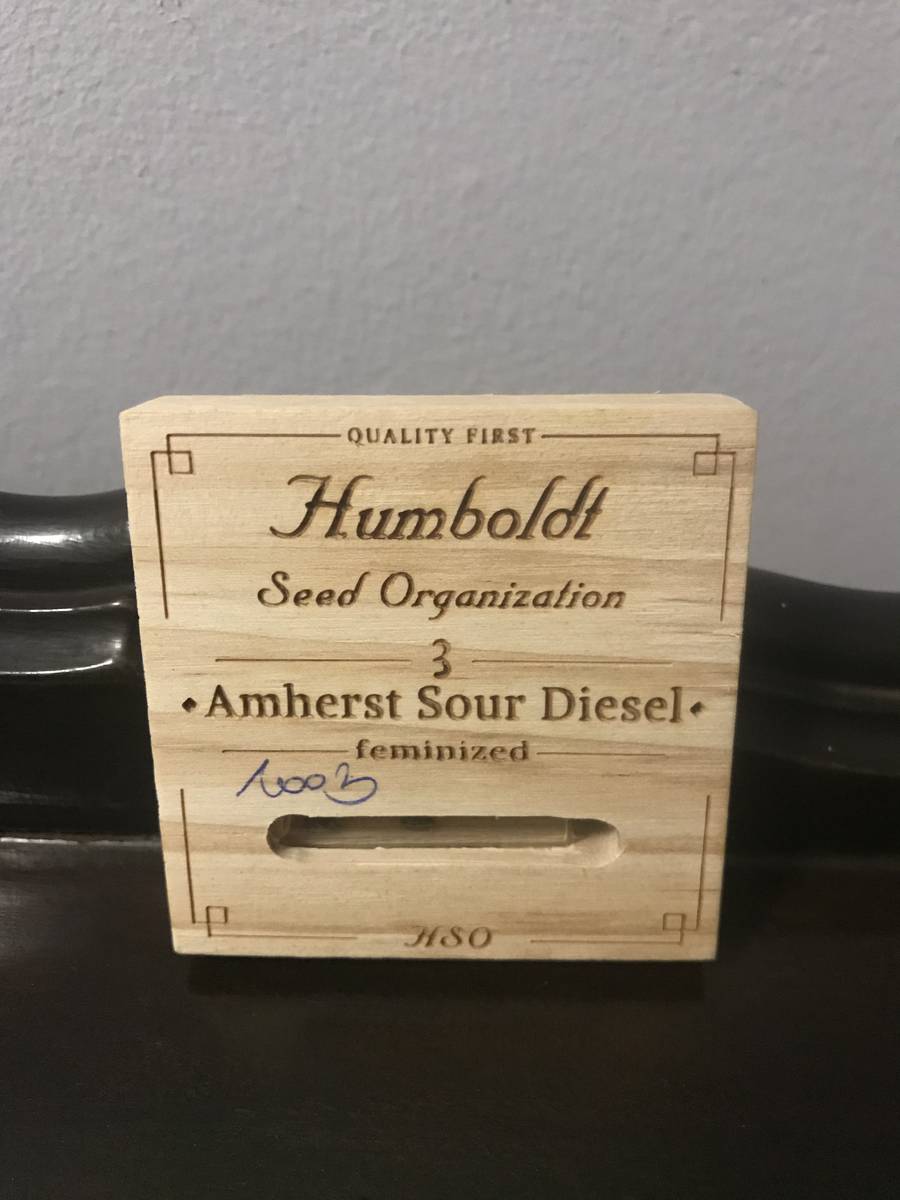 QUALITY FIRST
Humboldt
Seed Organization
3
Amherst Sour Diesel
feminized
HSO